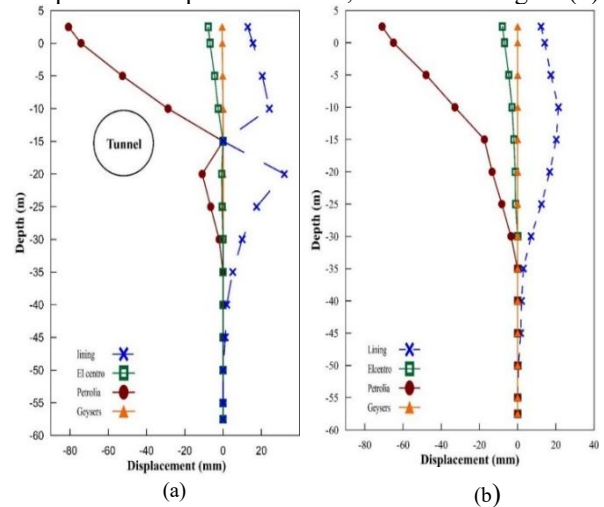 5
0
-5
-10
-15
-20
-25
-30
-35
-40
-45
-50
-55
-60
Depth (m)
Tunnel
lining
El centro
Petrolia
Geysers
-80 -60 -40 -20 0 20
Displacement (mm)
(a)
5
0
-5
-10
-15
-20
-25
-30
-35
-40
-45
-50
-55
-60
Depth (m)
Lining
Elcentro
Petrolia
Geysers
-80 -60 -40 -20 0 20 40
Displacement (mm)
(b)